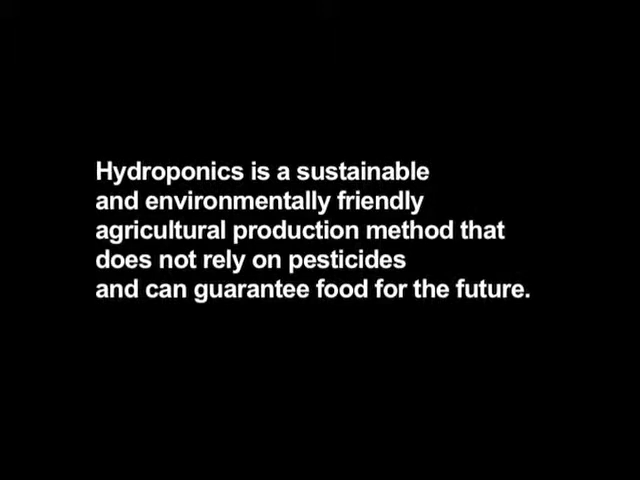 Hydroponics is a sustainable
and environmentally friendly
agricultural production method that
does not rely on pesticides
and can guarantee food for the future.